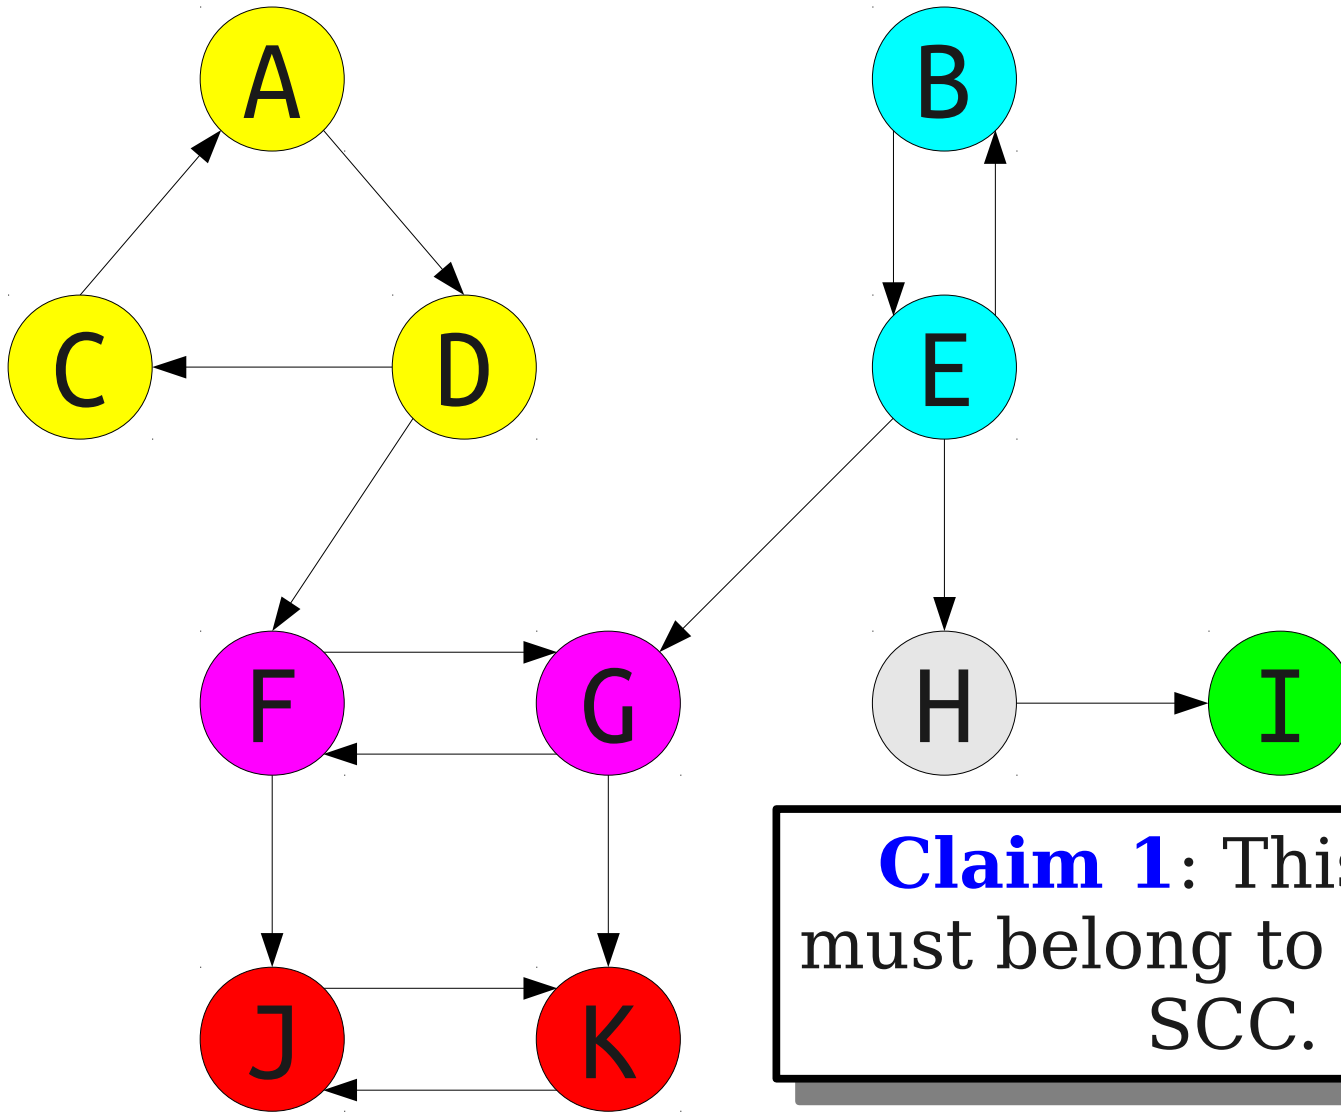 A B
C D E
F G H I
Claim 1: This
must belong to
J K
SCC.